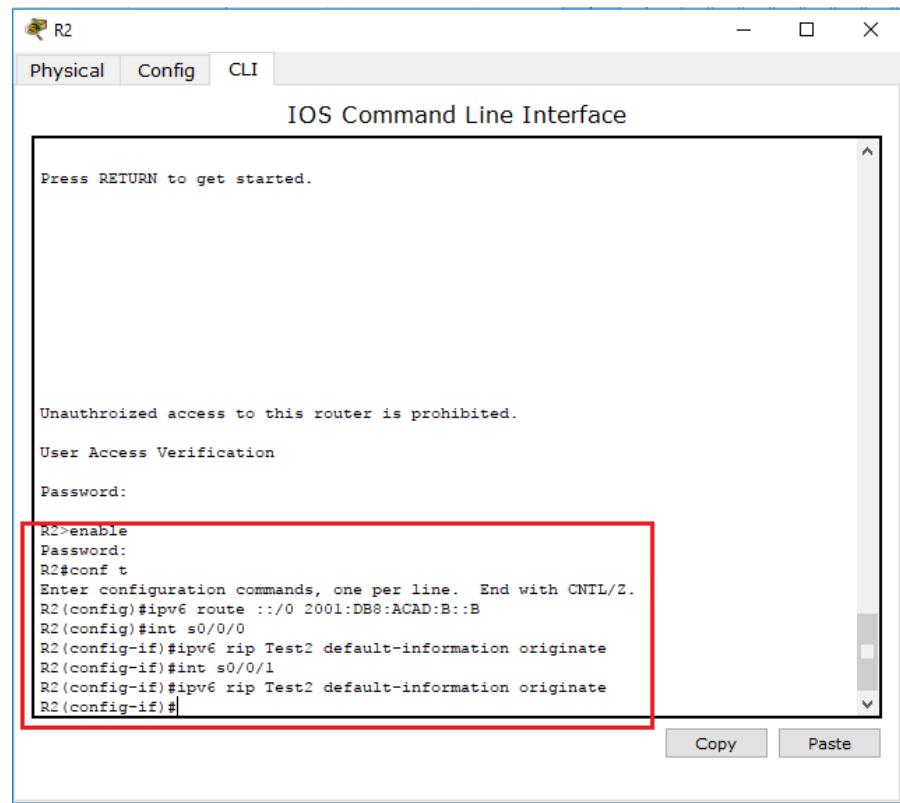 R2
Physical Config CLI
IOS Command Line Interface
Press RETURN to get started.
Unauthroized access to this router is prohibited.
User Access Verification
Password:
R2>enable
Password:
R2#conf t
Enter configuration commands, one per line.  End with CNTL/Z.
R2(config)#ipv6 route ::/0 2001:DB8:ACAD:B::B
R2(config)#int s0/0/0
R2(config-if)#ipv6 rip Test2 default-information originate
R2(config-if)#int s0/0/1
R2(config-if)#ipv6 rip Test2 default-information originate
R2(config-if)#
Copy Paste